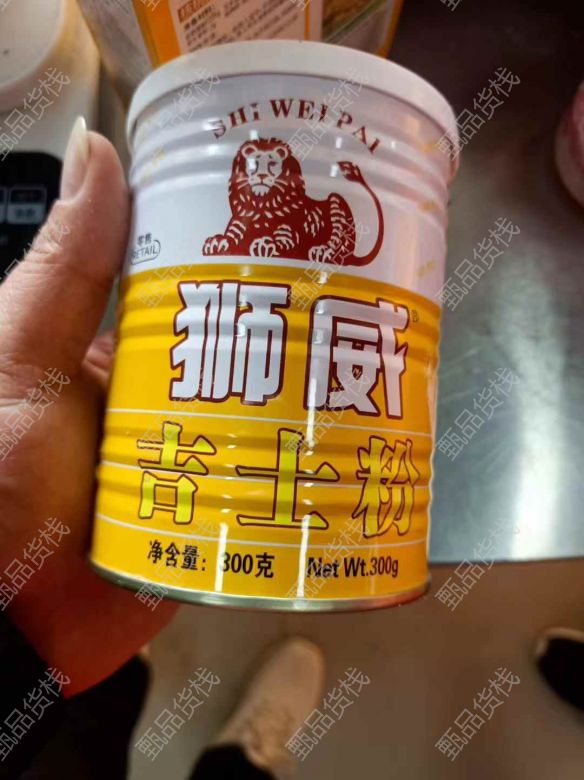 SHI WEI PAI
零售
RETAIL
狮威®
吉士粉
净含量：300克 Net Wt.300g
甄品货栈